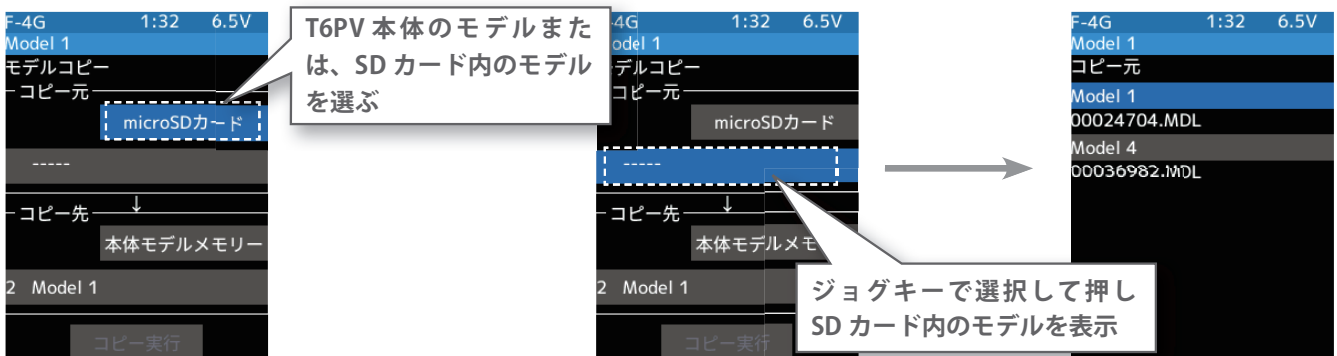 F-4G 1:32 6.5V
Model 1
モデルコピー
コピー元
microSDカード
-----
コピー先
↓
本体モデルメモリー
2 Model 1
コピー実行
T6PV 本体のモデルまた
は、SD カード内のモデル
を選ぶ
-4G 1:32 6.5V
odel 1
デルコピー
コピー元
microSDカード
-----
コピー先
↓
本体モデルメモ
2 Model 1
コピー実行
ジョグキーで選択して押し
SD カード内のモデルを表示
F-4G 1:32 6.5V
Model 1
コピー元
Model 1
00024704.MDL
Model 4
00036982.MDL